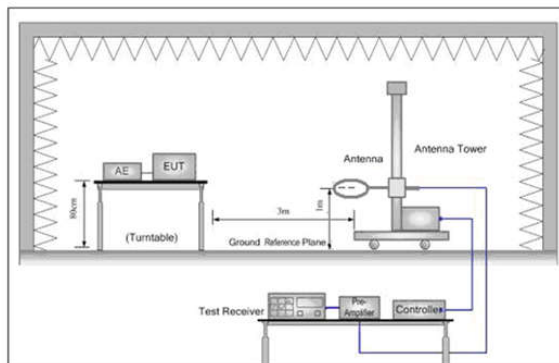 Antenna Tower
Antenna
EUT
AE
80cm
(Turntable)
3m
1m
Ground Reference Plane
Test Receiver
Pre-
Amplifier
Controller